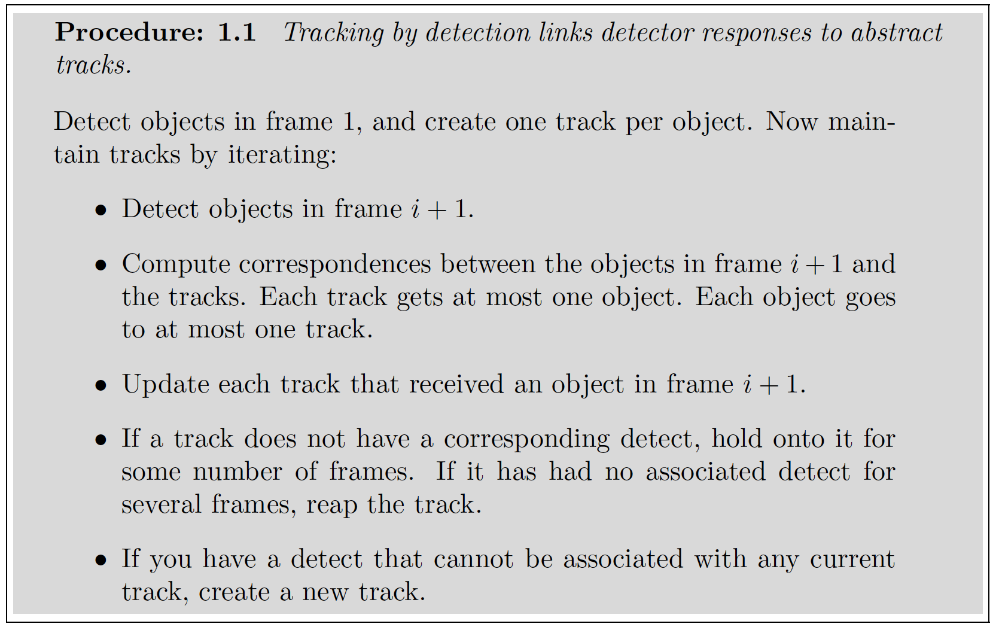 Procedure: 1.1 Tracking by detection links detector responses to abstract
tracks.
Detect objects in frame 1, and create one track per object. Now main-
tain tracks by iterating:
• Detect objects in frame i + 1.
• Compute correspondences between the objects in frame i + 1 and
the tracks. Each track gets at most one object. Each object goes
to at most one track.
• Update each track that received an object in frame i + 1.
• If a track does not have a corresponding detect, hold onto it for
some number of frames. If it has had no associated detect for
several frames, reap the track.
• If you have a detect that cannot be associated with any current
track, create a new track.